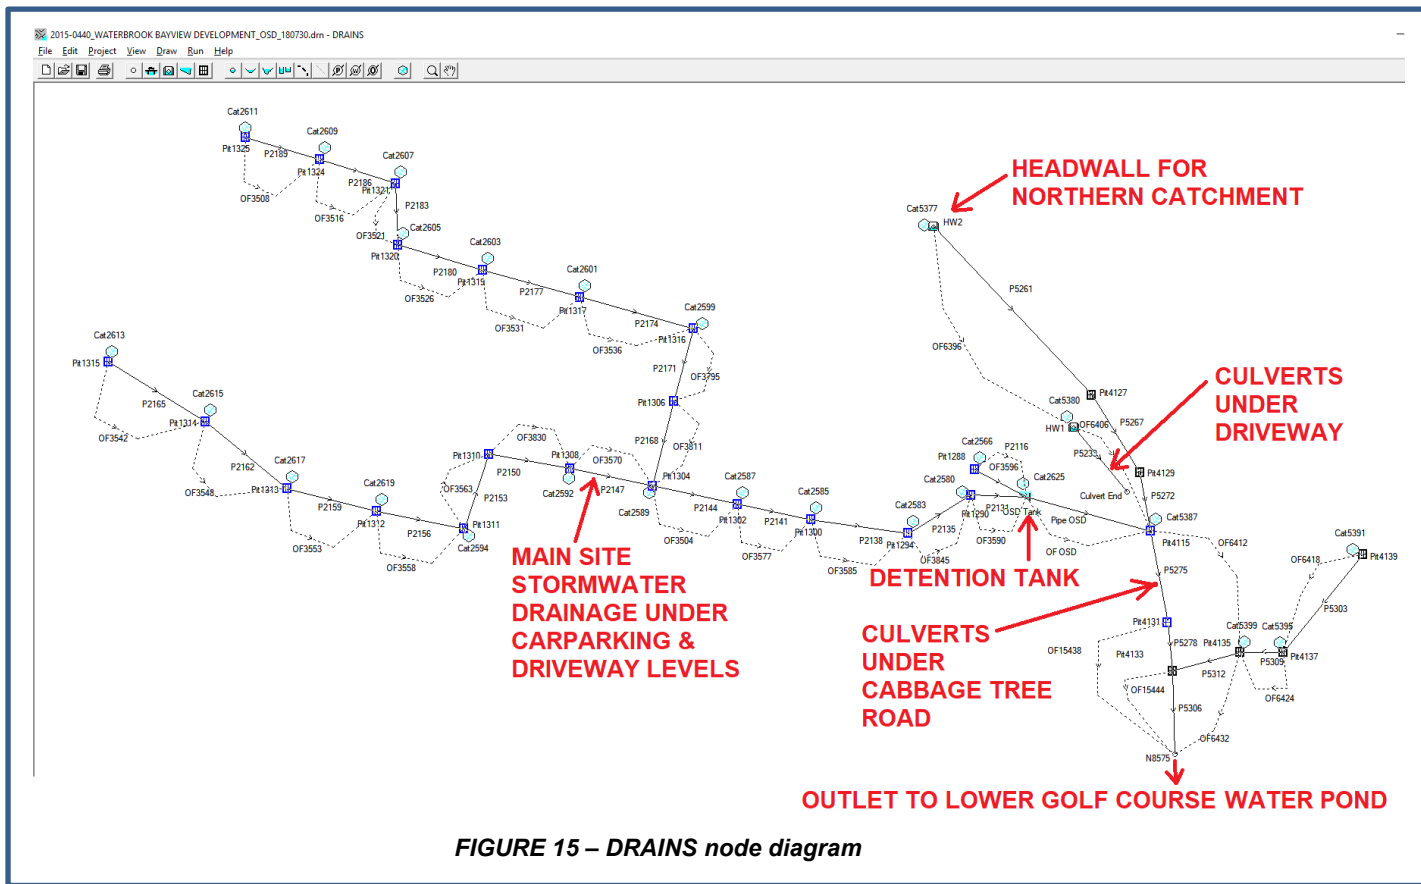 2015-0440_WATERBROOK BAYVIEW DEVELOPMENT_OSD_180730.drn - DRAINS
File Edit Project View Draw Run Help
Cat2611
Pit1325
P2189
OF3508
Cat2609
Pit1324
P2186
OF3516
Cat2607
Pit1321
P2183
OF3521
Cat2605
Pit1320
P2180
OF3526
Cat2603
Pit1319
P2177
OF3531
Cat2601
Pit1317
P2174
OF3536
Cat2599
Pit1316
P2171
OF3795
Pit1306
P2168
OF3811
Cat2613
Pit1315
P2165
OF3542
Cat2615
Pit1314
P2162
OF3548
Cat2617
Pit1313
P2159
OF3553
Cat2619
Pit1312
P2156
OF3558
Pit1311
Cat2594
OF3563
P2153
Pit1310
OF3830
P2150
Pit1308
Cat2592
OF3570
P2147
Pit1304
Cat2589
P2144
OF3504
Cat2587
Pit1302
P2141
OF3577
Cat2585
Pit1300
P2138
OF3585
Cat2583
Pit1294
P2135
OF3845
Cat2580
Pit1290
P2131
OF3590
Cat2566
Pit1288
P2116
OF3596
Cat2625
OSD Tank
Pipe OSD
OF OSD
HEADWALL FOR
NORTHERN CATCHMENT
Cat5377
HW2
P5261
OF6396
Pit4127
P5267
Cat5380
HW1
OF6406
P5233
Culvert End
Pit4129
P5272
CULVERTS
UNDER
DRIVEWAY
Cat5387
Pit4115
OF6412
P5275
Cat5391
Pit4139
OF6418
P5303
Pit4131
P5278
Pit4133
Pit4135
Cat5399
Cat5395
Pit4137
P5309
P5312
OF6424
OF15438
OF15444
P5306
OF6432
N8575
MAIN SITE
STORMWATER
DRAINAGE UNDER
CARPARKING &
DRIVEWAY LEVELS
DETENTION TANK
CULVERTS
UNDER
CABBAGE TREE
ROAD
OUTLET TO LOWER GOLF COURSE WATER POND
FIGURE 15 – DRAINS node diagram